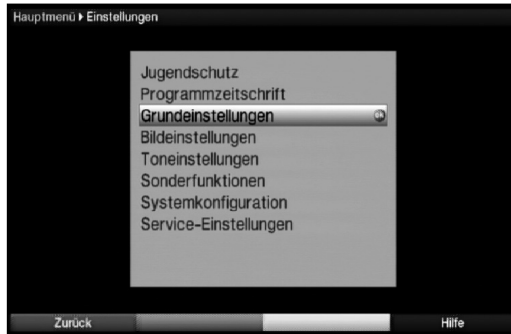 Hauptmenü ▶ Einstellungen
Jugendschutz
Programmzeitschrift
Grundeinstellungen
Bildeinstellungen
Toneinstellungen
Sonderfunktionen
Systemkonfiguration
Service-Einstellungen
Zurück
Hilfe